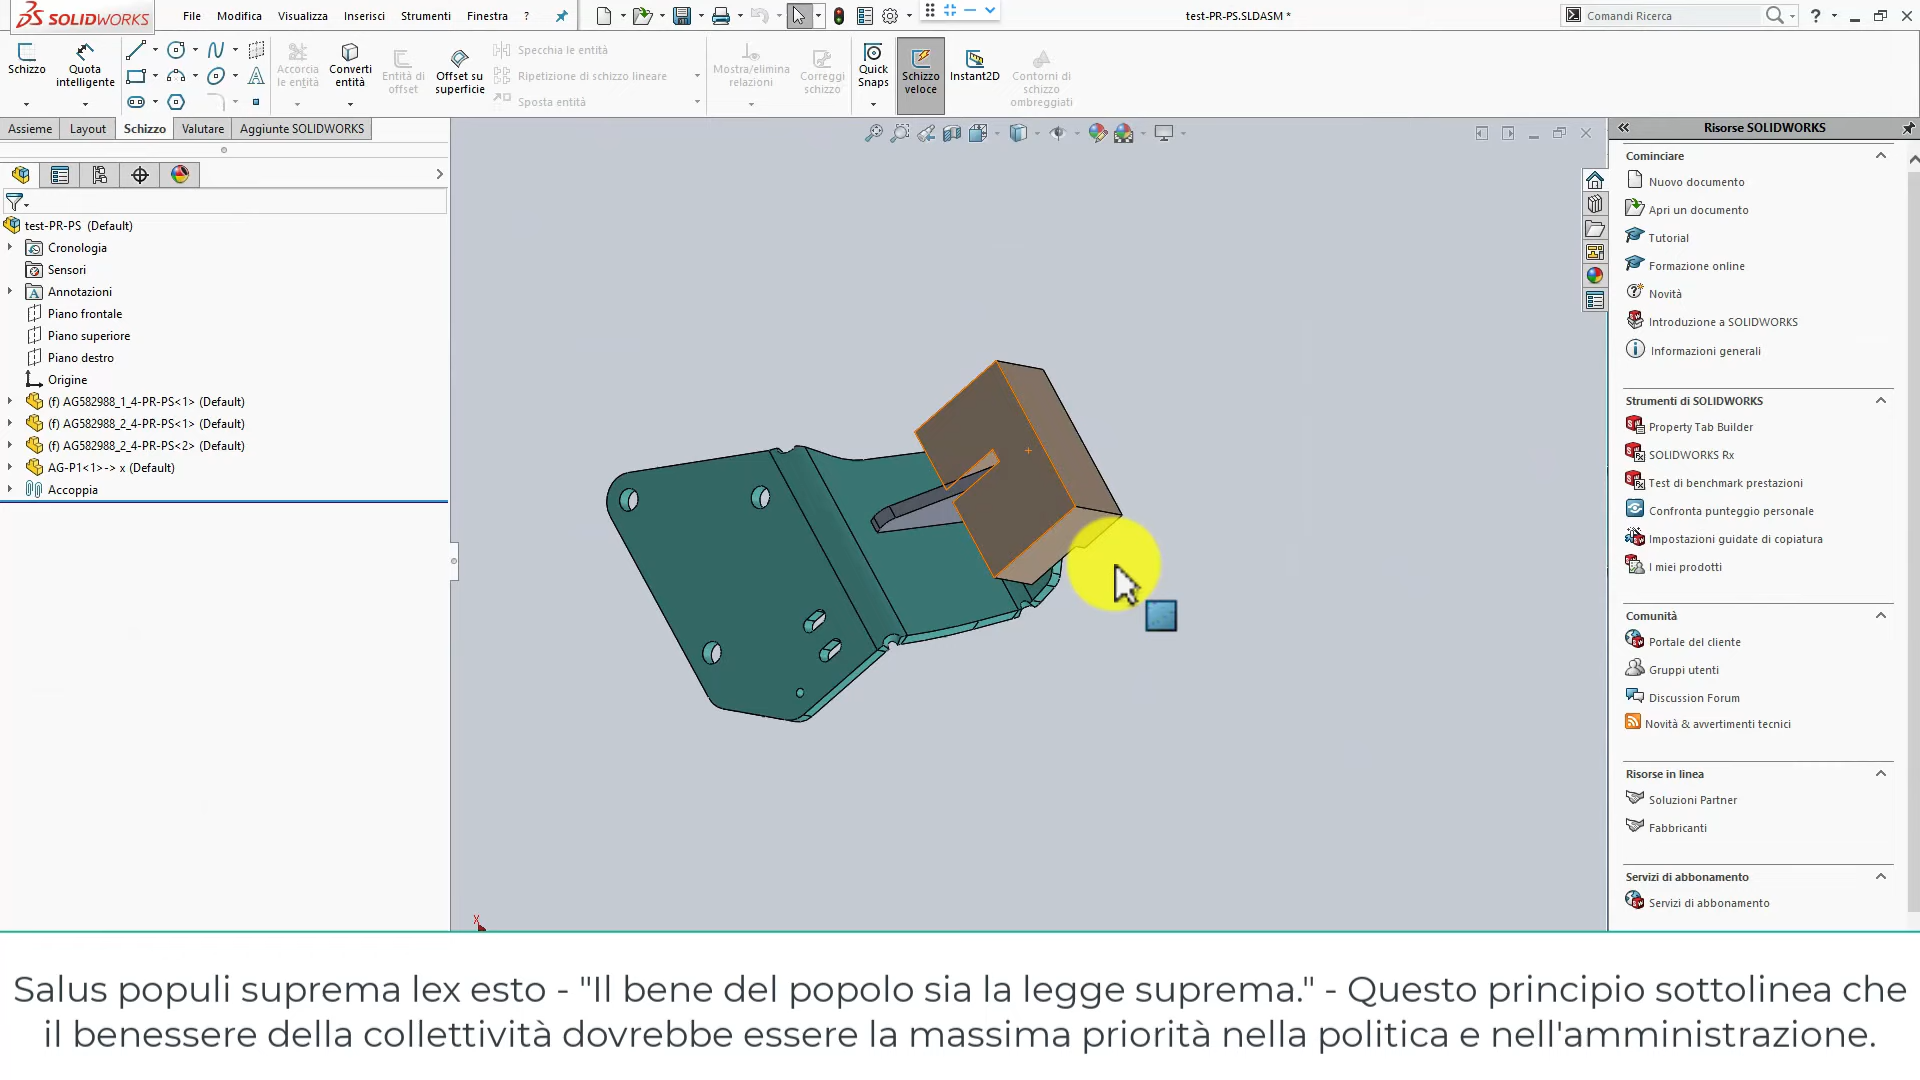 SOLIDWORKS
File
Modifica
Visualizza
Inserisci
Strumenti
Finestra
?
test-PR-PS.SLDASM *
Comandi Ricerca
?
Schizzo
Quota intelligente
Accorcia le entità
Converti entità
Entità di offset
Offset su superficie
Specchia le entità
Ripetizione di schizzo lineare
Sposta entità
Mostra/elimina relazioni
Correggi schizzo
Quick Snaps
Schizzo veloce
Instant2D
Contorni di schizzo ombreggiati
Assieme
Layout
Schizzo
Valutare
Aggiunte SOLIDWORKS
test-PR-PS (Default)
Cronologia
Sensori
Annotazioni
Piano frontale
Piano superiore
Piano destro
Origine
(f) AG582988_1_4-PR-PS<1> (Default)
(f) AG582988_2_4-PR-PS<1> (Default)
(f) AG582988_2_4-PR-PS<2> (Default)
AG-P1<1>-> x (Default)
Accoppia
X
Risorse SOLIDWORKS
Cominciare
Nuovo documento
Apri un documento
Tutorial
Formazione online
Novità
Introduzione a SOLIDWORKS
Informazioni generali
Strumenti di SOLIDWORKS
Property Tab Builder
SOLIDWORKS Rx
Test di benchmark prestazioni
Confronta punteggio personale
Impostazioni guidate di copiatura
I miei prodotti
Comunità
Portale del cliente
Gruppi utenti
Discussion Forum
Novità & avvertimenti tecnici
Risorse in linea
Soluzioni Partner
Fabbricanti
Servizi di abbonamento
Servizi di abbonamento
Salus populi suprema lex esto - "Il bene del popolo sia la legge suprema." - Questo principio sottolinea che
il benessere della collettività dovrebbe essere la massima priorità nella politica e nell'amministrazione.